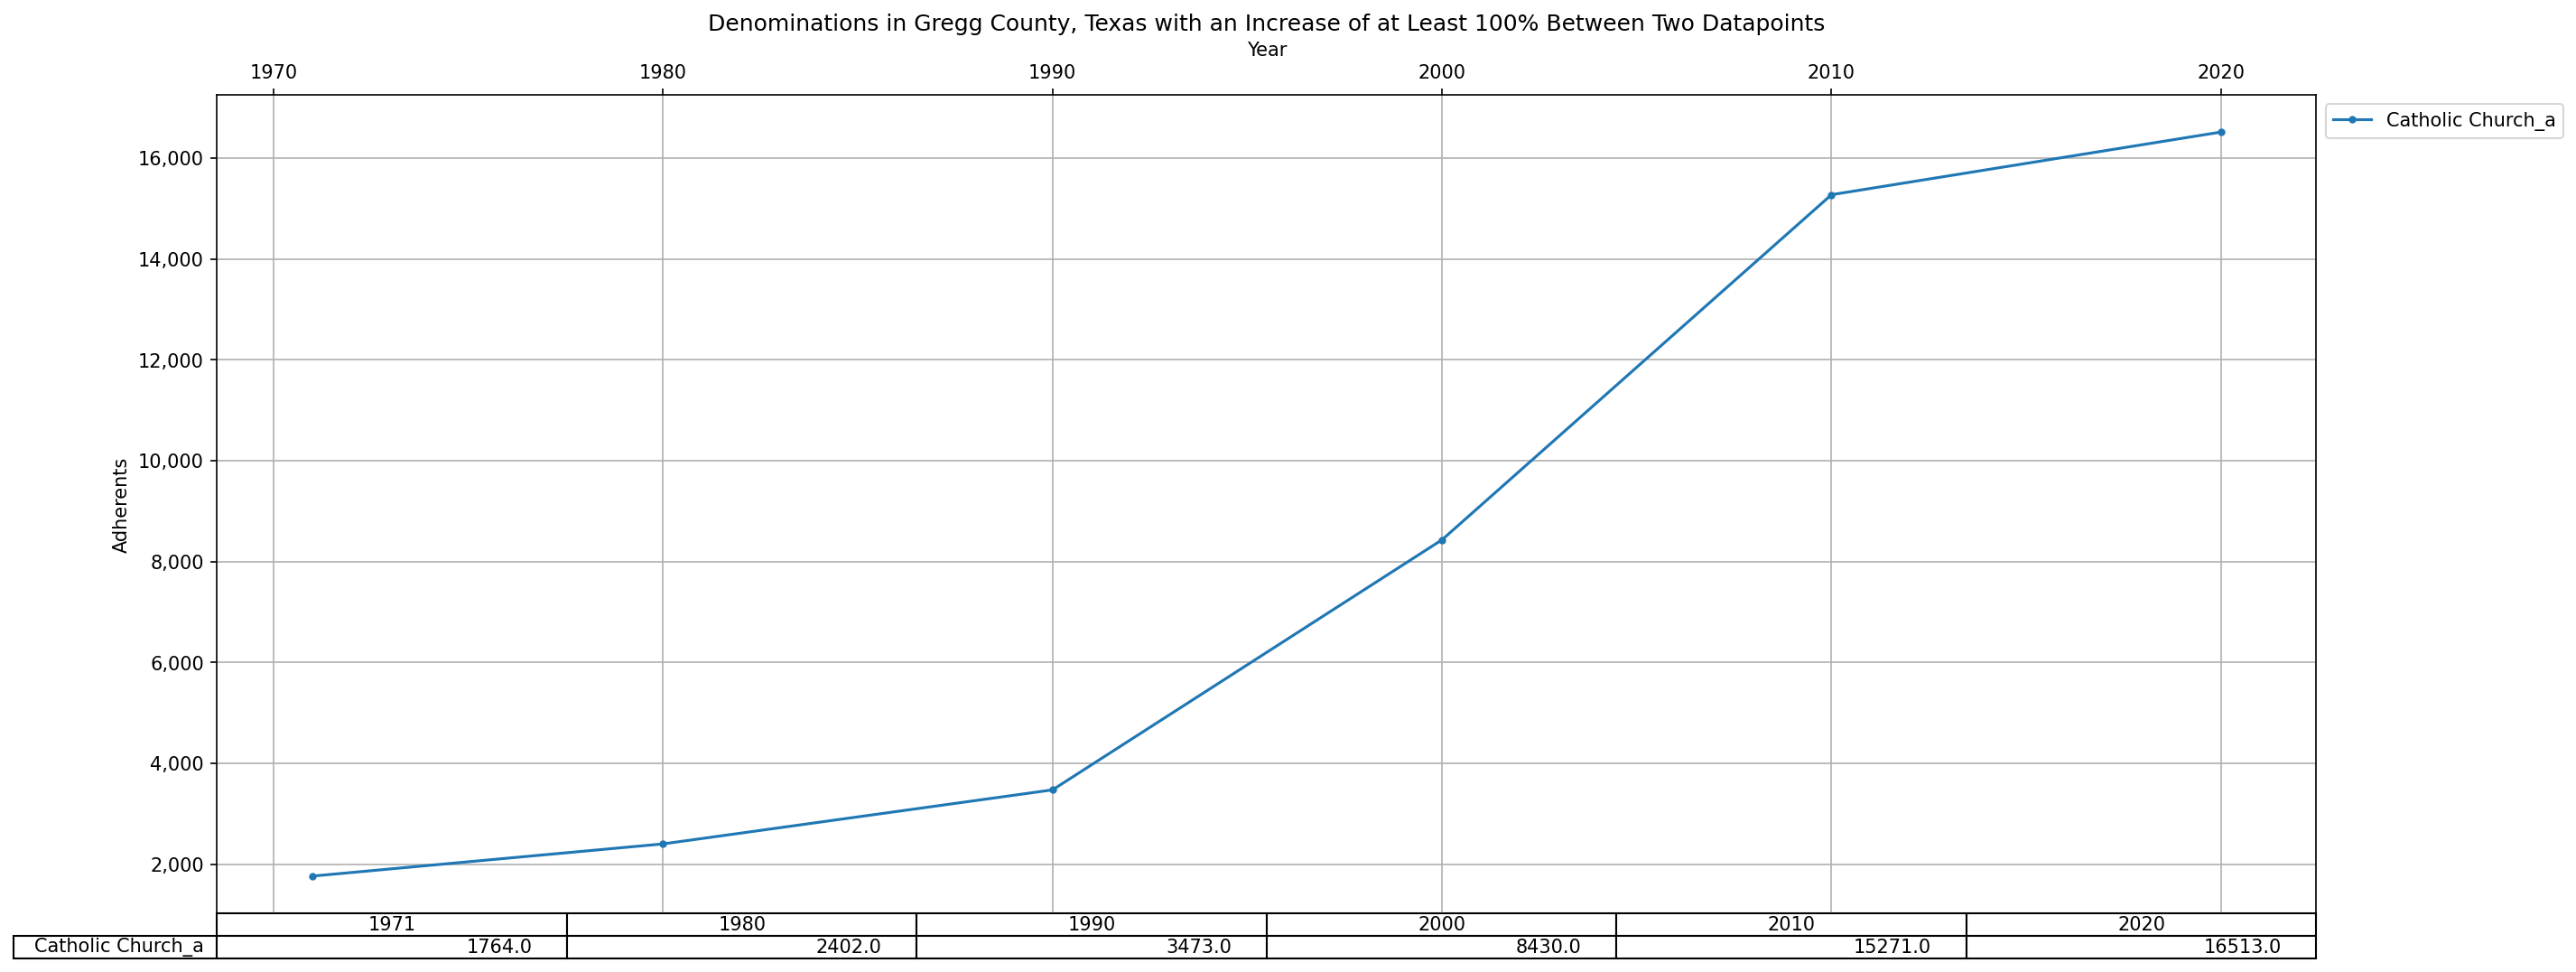 Denominations in Gregg County, Texas with an Increase of at Least 100% Between Two Datapoints
Year
1970 1980 1990 2000 2010 2020
Catholic Church_a
16,000
14,000
12,000
10,000
8,000
6,000
4,000
2,000
Adherents
1971 1980 1990 2000 2010 2020
Catholic Church_a 1764.0 2402.0 3473.0 8430.0 15271.0 16513.0